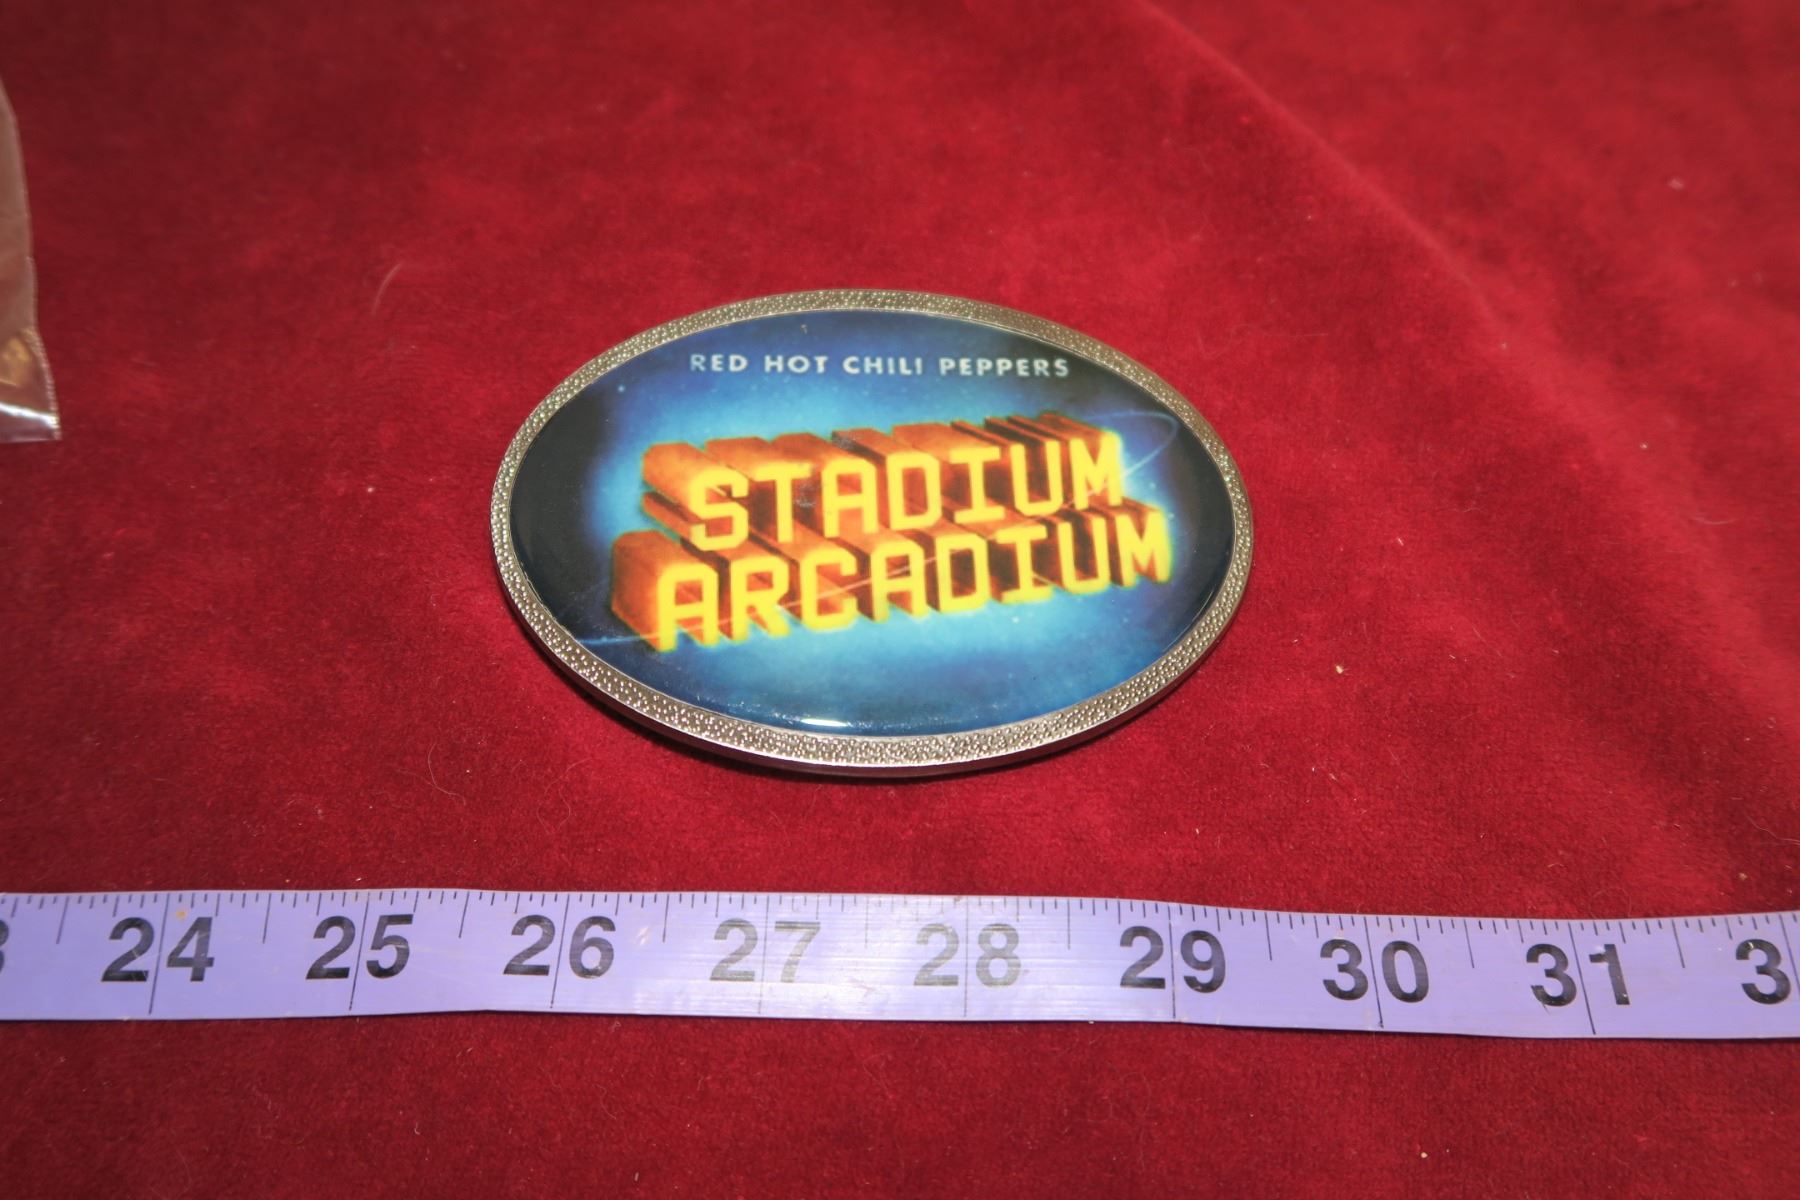 RED HOT CHILI PEPPERS
STADIUM
ARCADIUM
24 25 26 27 28 29 30 31